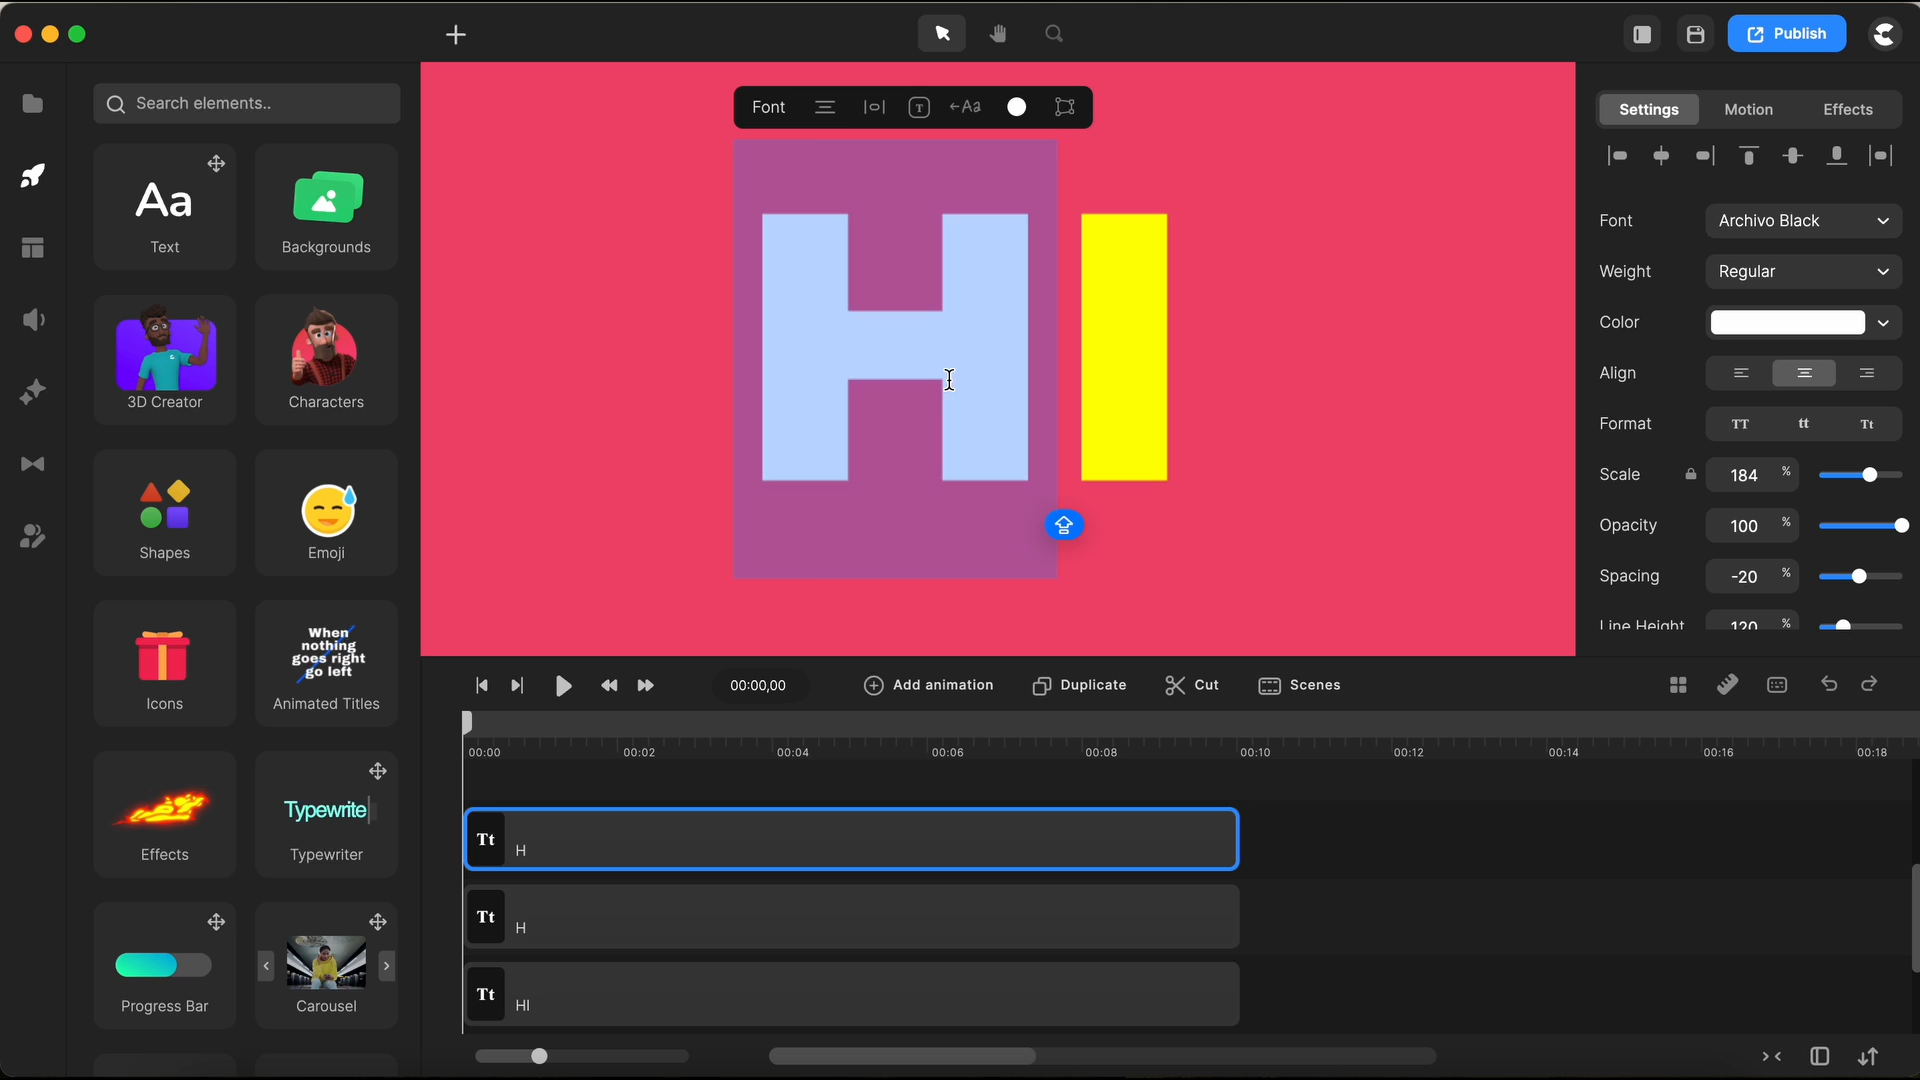 Publish
Search elements..
Font
Aa
Settings
Motion
Effects
Aa
Text
Backgrounds
HI
Font
Archivo Black
Weight
Regular
Color
3D Creator
Characters
Align
Format
TT
tt
Tt
Scale
184 %
Opacity
100 %
Shapes
Emoji
Spacing
-20 %
Line Height
120 %
When
nothing
goes right
go left
Icons
Animated Titles
00:00,00
Add animation
Duplicate
Cut
Scenes
00:00
00:02
00:04
00:06
00:08
00:10
00:12
00:14
00:16
00:18
Typewrite
Effects
Typewriter
Tt
H
Tt
H
Progress Bar
Carousel
Tt
HI